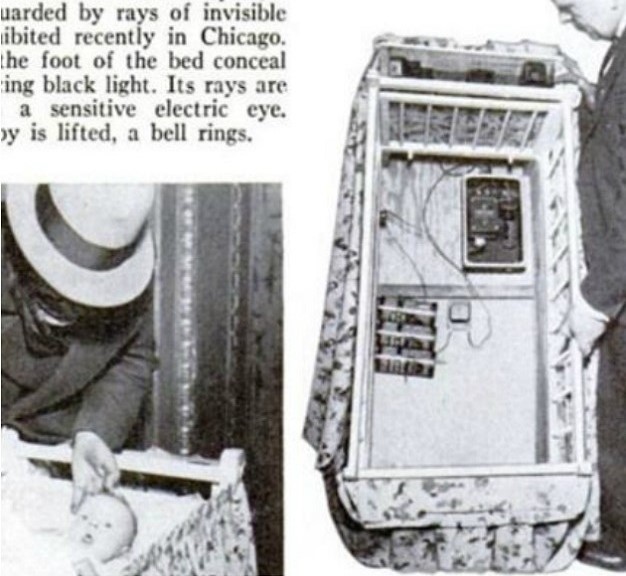 uarded by rays of invisible
ibited recently in Chicago.
the foot of the bed conceal
ing black light. Its rays are
a sensitive electric eye.
by is lifted, a bell rings.